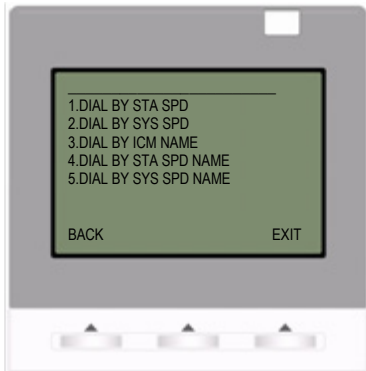 1.DIAL BY STA SPD
2.DIAL BY SYS SPD
3.DIAL BY ICM NAME
4.DIAL BY STA SPD NAME
5.DIAL BY SYS SPD NAME
BACK EXIT